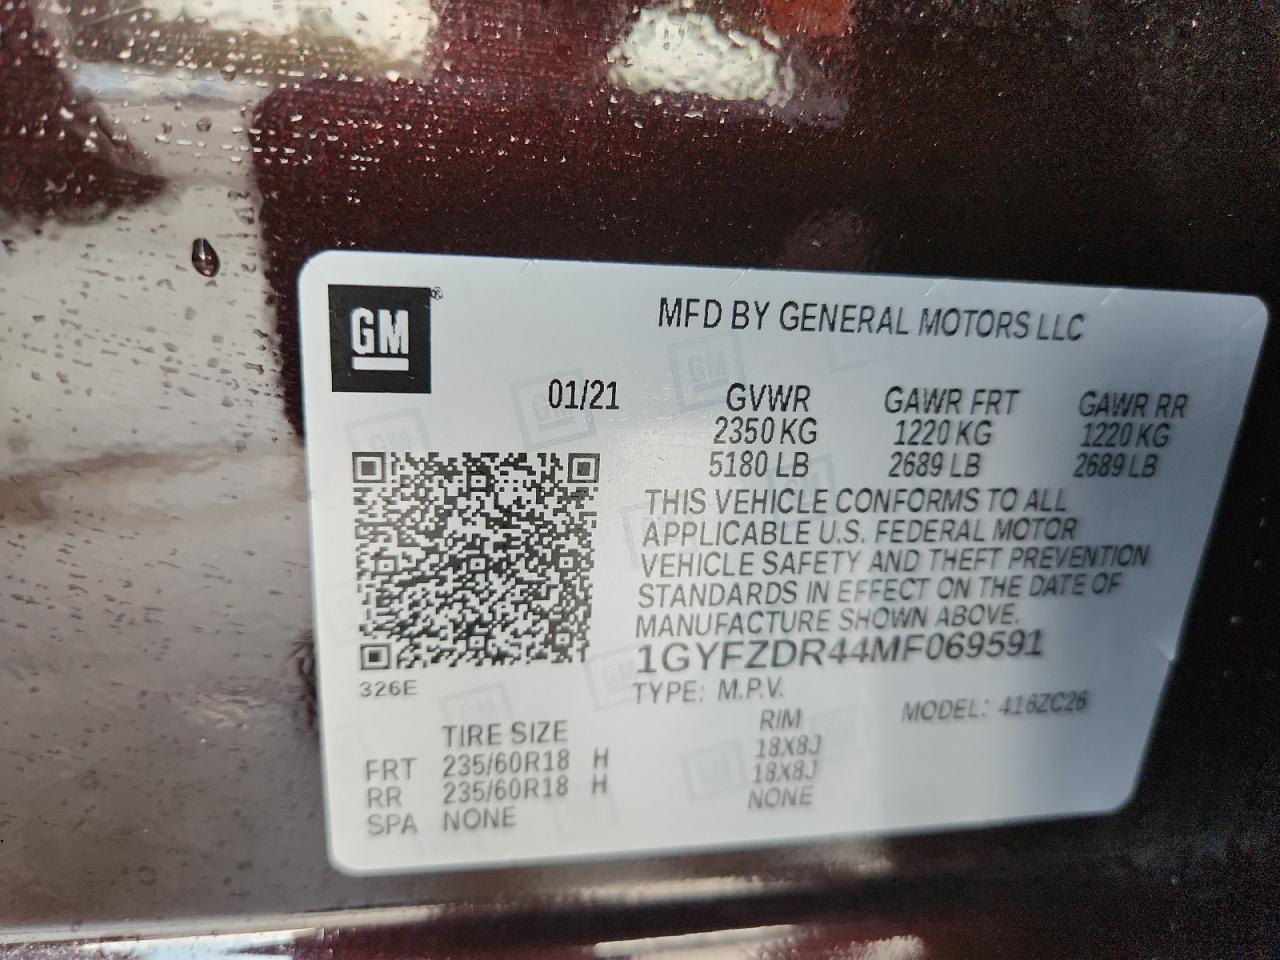 GM®
MFD BY GENERAL MOTORS LLC
01/21 GVWR GAWR FRT GAWR RR
2350 KG 1220 KG 1220 KG
5180 LB 2689 LB 2689 LB
THIS VEHICLE CONFORMS TO ALL
APPLICABLE U.S. FEDERAL MOTOR
VEHICLE SAFETY AND THEFT PREVENTION
STANDARDS IN EFFECT ON THE DATE OF
MANUFACTURE SHOWN ABOVE.
1GYFZDR44MF069591
326E
TYPE: M.P.V. MODEL: 416ZC26
TIRE SIZE RIM
FRT 235/60R18 H 18X8J
RR 235/60R18 H 18X8J
SPA NONE NONE